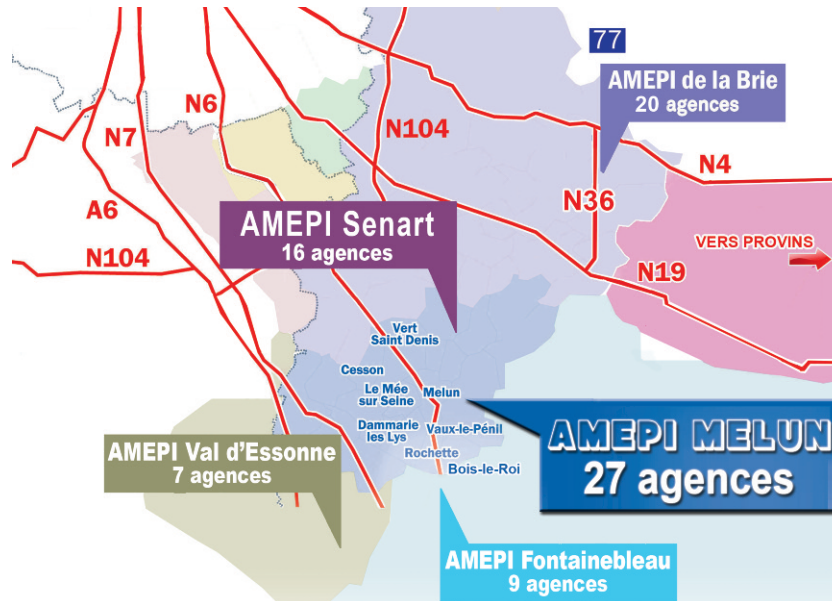 77
AMEPI de la Brie
20 agences
N6
N7
N104
N4
A6
N36
AMEPI Senart
16 agences
N104
VERS PROVINS
N19
Vert
Saint Denis
Cesson
Le Mée
sur Seine
Melun
Dammarie
les Lys
Vaux-le-Pénil
Rochette
Bois-le-Roi
AMEPI MELUN
27 agences
AMEPI Val d'Essonne
7 agences
AMEPI Fontainebleau
9 agences